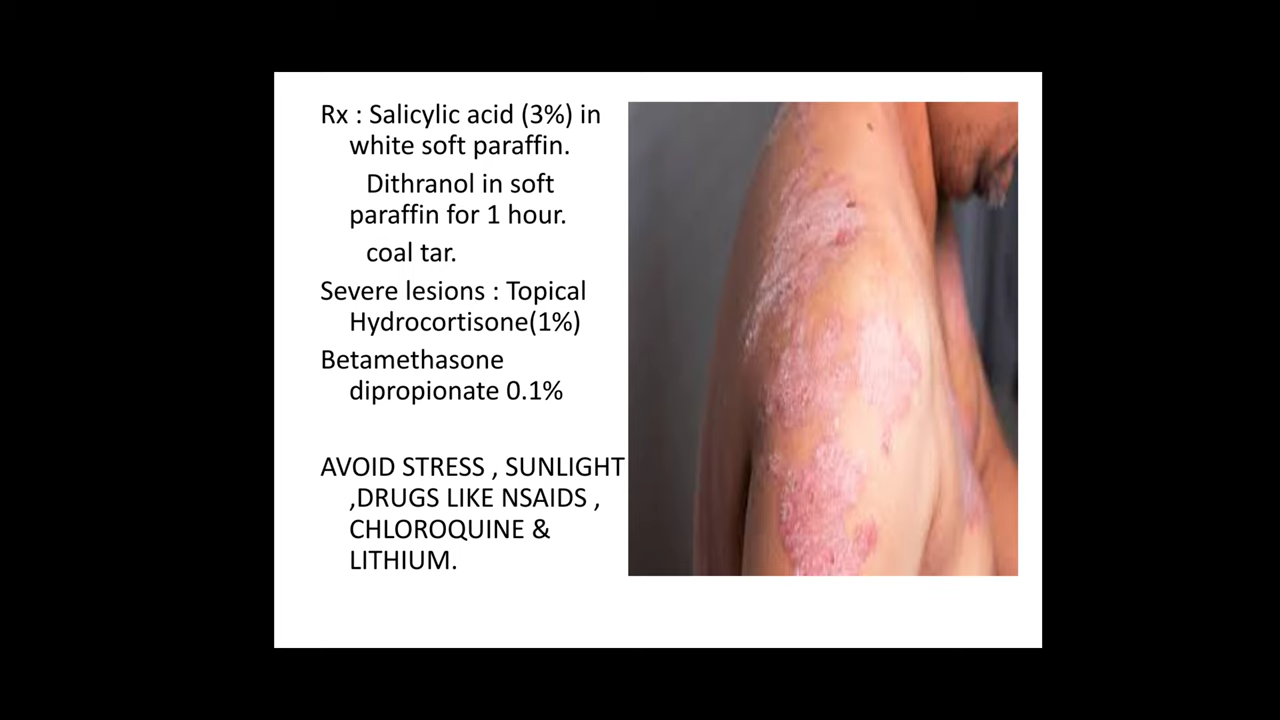 Rx : Salicylic acid (3%) in
white soft paraffin.
Dithranol in soft
paraffin for 1 hour.
coal tar.
Severe lesions : Topical
Hydrocortisone(1%)
Betamethasone
dipropionate 0.1%
AVOID STRESS , SUNLIGHT
,DRUGS LIKE NSAIDS ,
CHLOROQUINE &
LITHIUM.